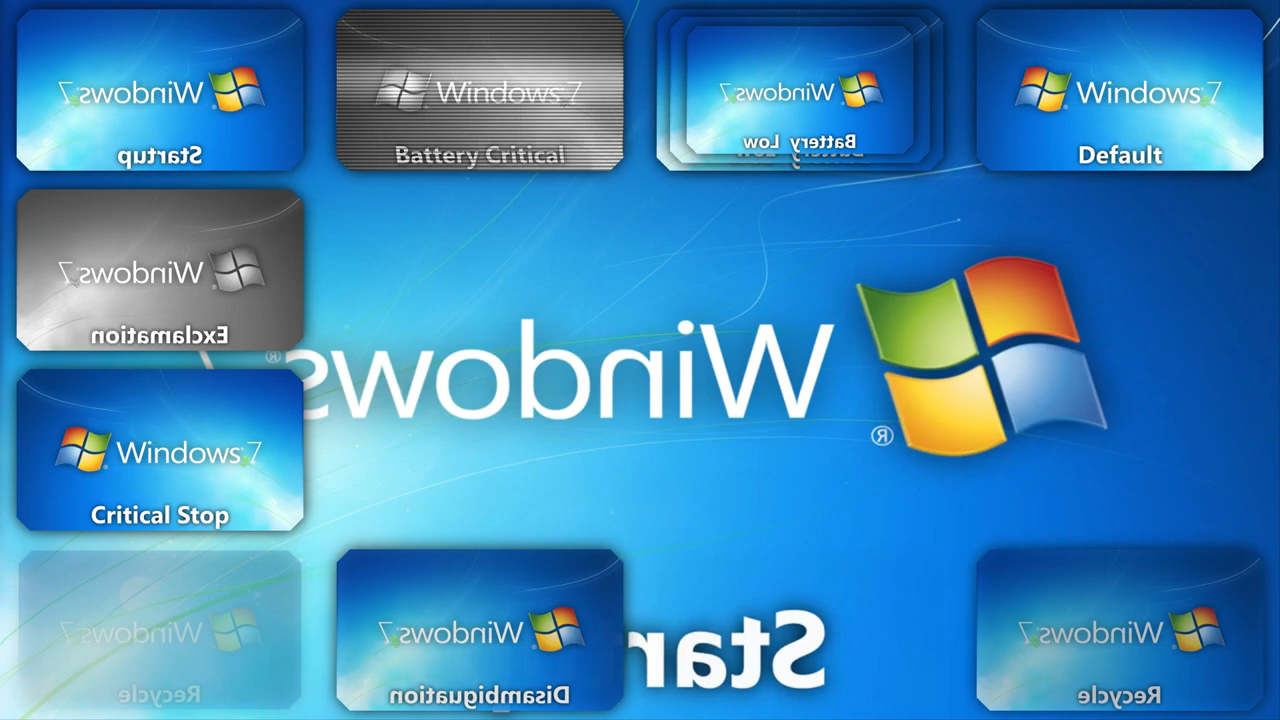 Windows 7
Startup
Windows 7
Battery Critical
Windows 7
Battery Low
Windows 7
Default
Windows 7
Exclamation
Windows
®
®
Windows 7
Critical Stop
Windows 7
Recycle
Windows 7
Disambiguation
Star
Windows 7
Recycle